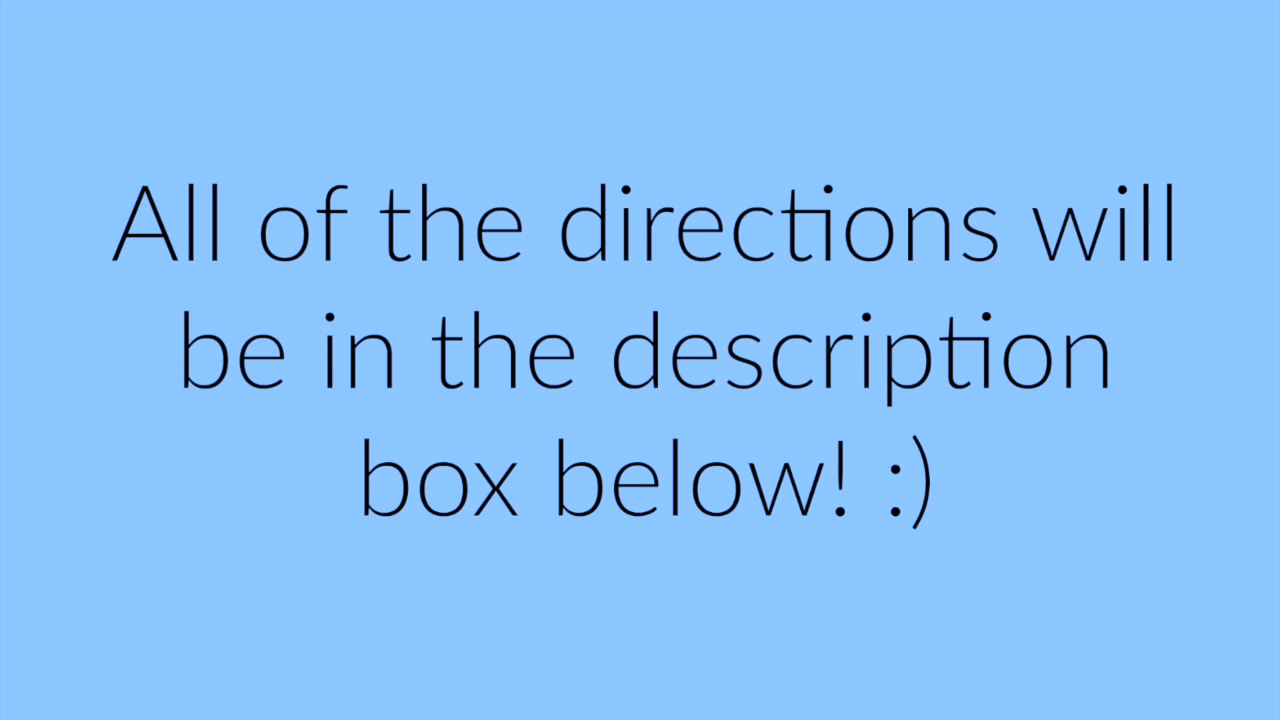 All of the directions will
be in the description
box below! :)